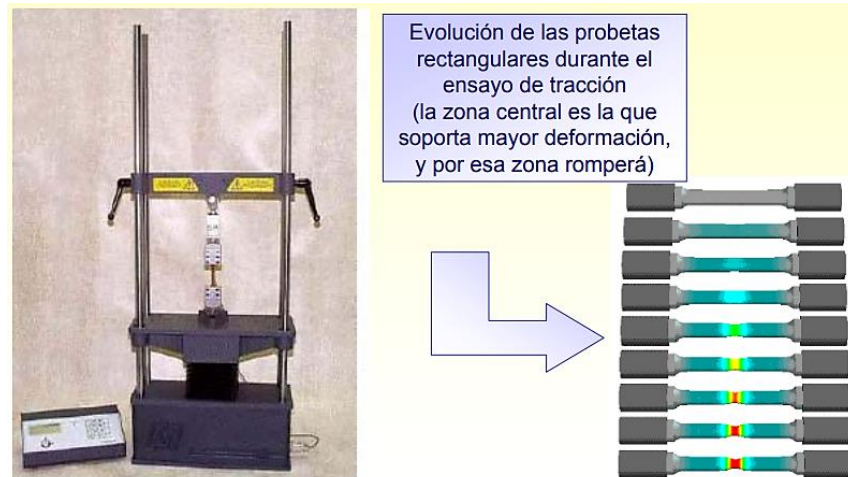 Evolución de las probetas
rectangulares durante el
ensayo de tracción
(la zona central es la que
soporta mayor deformación,
y por esa zona romperá)